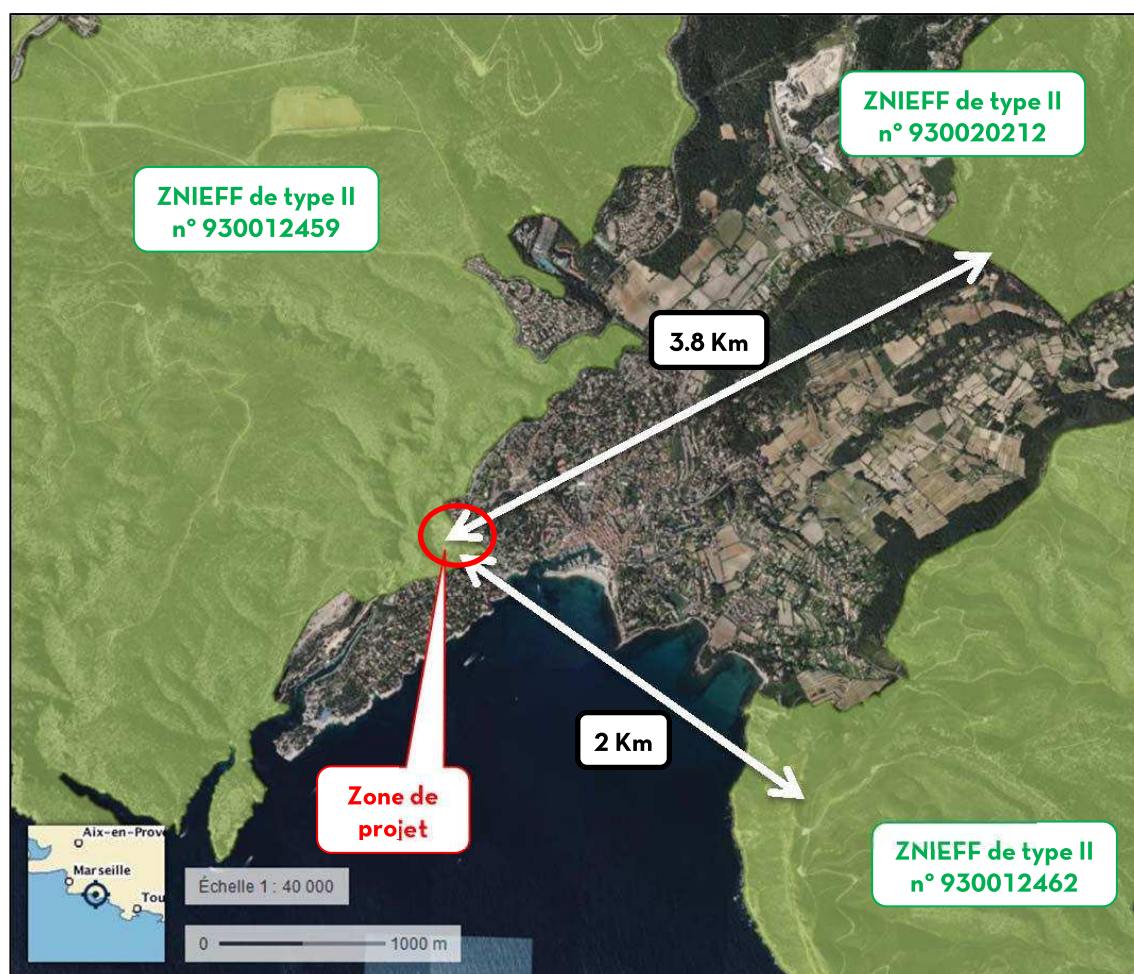 ZNIEFF de type II
n° 930020212
ZNIEFF de type II
n° 930012459
3.8 Km
2 Km
Zone de
projet
ZNIEFF de type II
n° 930012462
Aix-en-Prov
Marseille
Tou
Échelle 1 : 40 000
0 1000 m